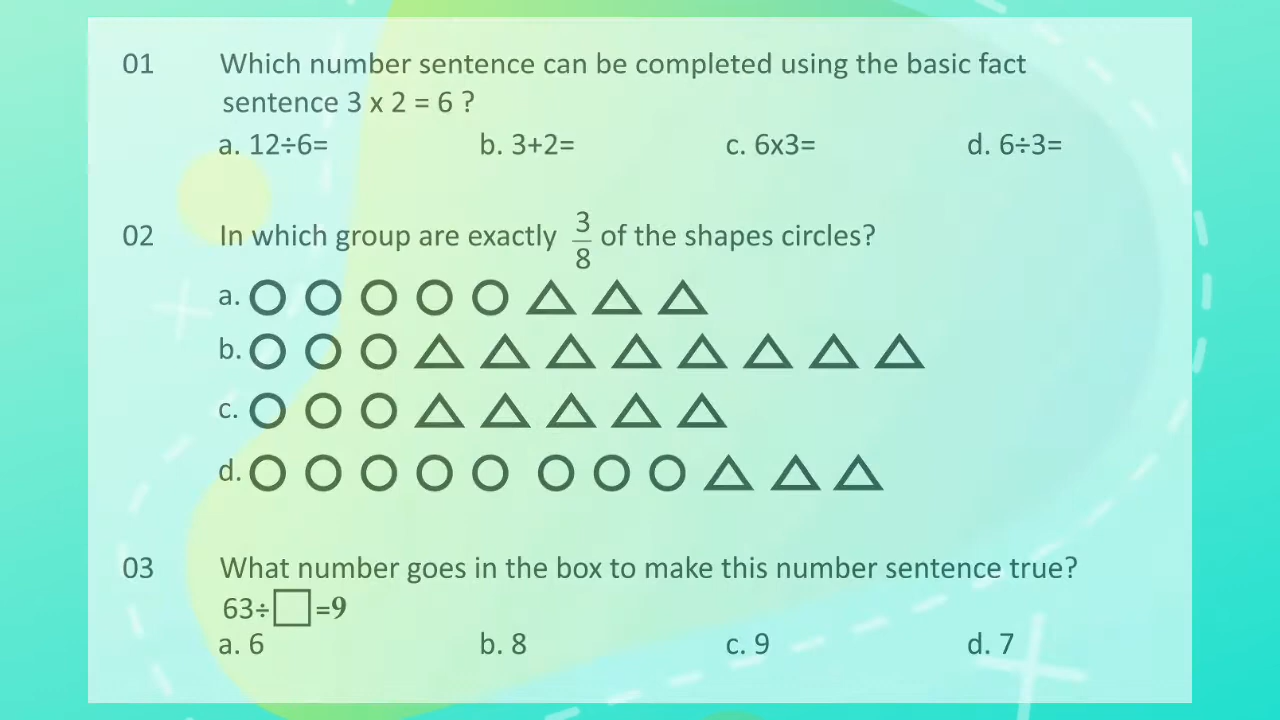 01 Which number sentence can be completed using the basic fact
sentence 3 x 2 = 6 ?
a. 12÷6= b. 3+2= c. 6x3= d. 6÷3=
02 In which group are exactly 3/8 of the shapes circles?
a.
b.
c.
d.
03 What number goes in the box to make this number sentence true?
63÷□=9
a. 6 b. 8 c. 9 d. 7